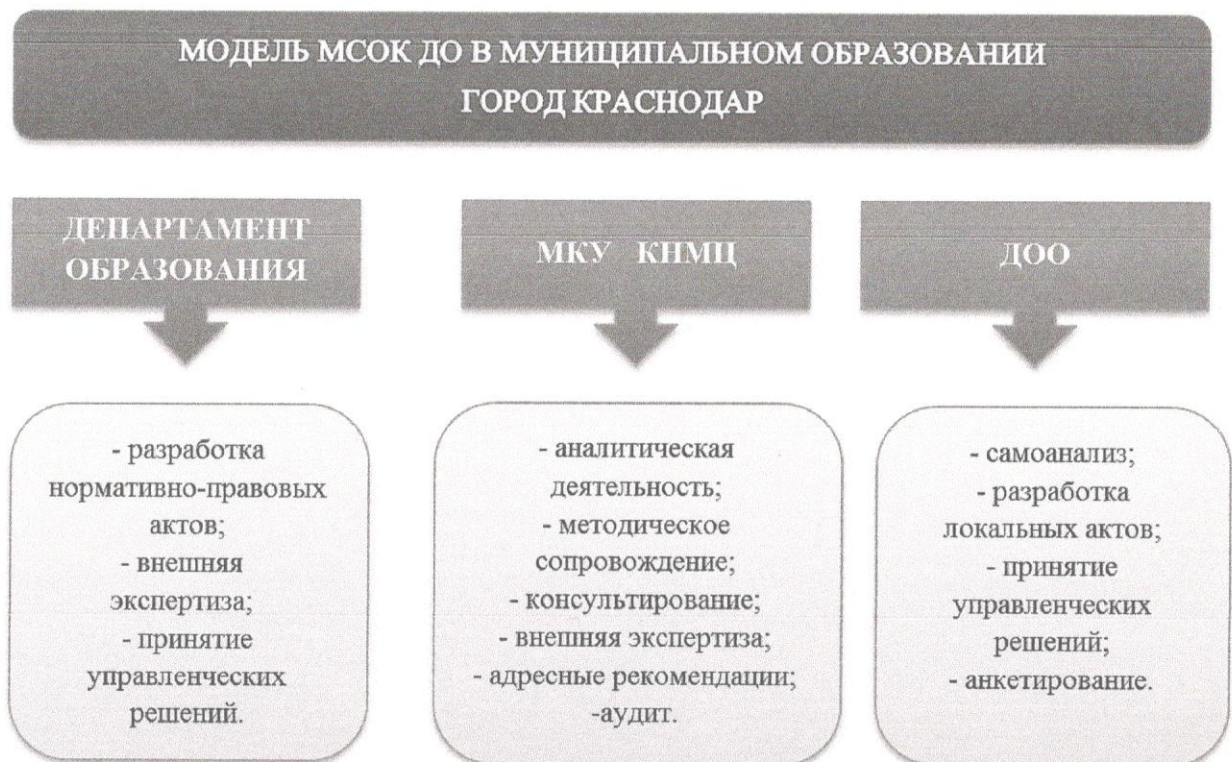 МОДЕЛЬ МСОК ДО В МУНИЦИПАЛЬНОМ ОБРАЗОВАНИИ
ГОРОД КРАСНОДАР
ДЕПАРТАМЕНТ
ОБРАЗОВАНИЯ
МКУ КНМЦ
ДОО
- разработка
нормативно-правовых
актов;
- внешняя
экспертиза;
- принятие
управленческих
решений.
- аналитическая
деятельность;
- методическое
сопровождение;
- консультирование;
- внешняя экспертиза;
- адресные рекомендации;
-аудит.
- самоанализ;
- разработка
локальных актов;
- принятие
управленческих
решений;
- анкетирование.